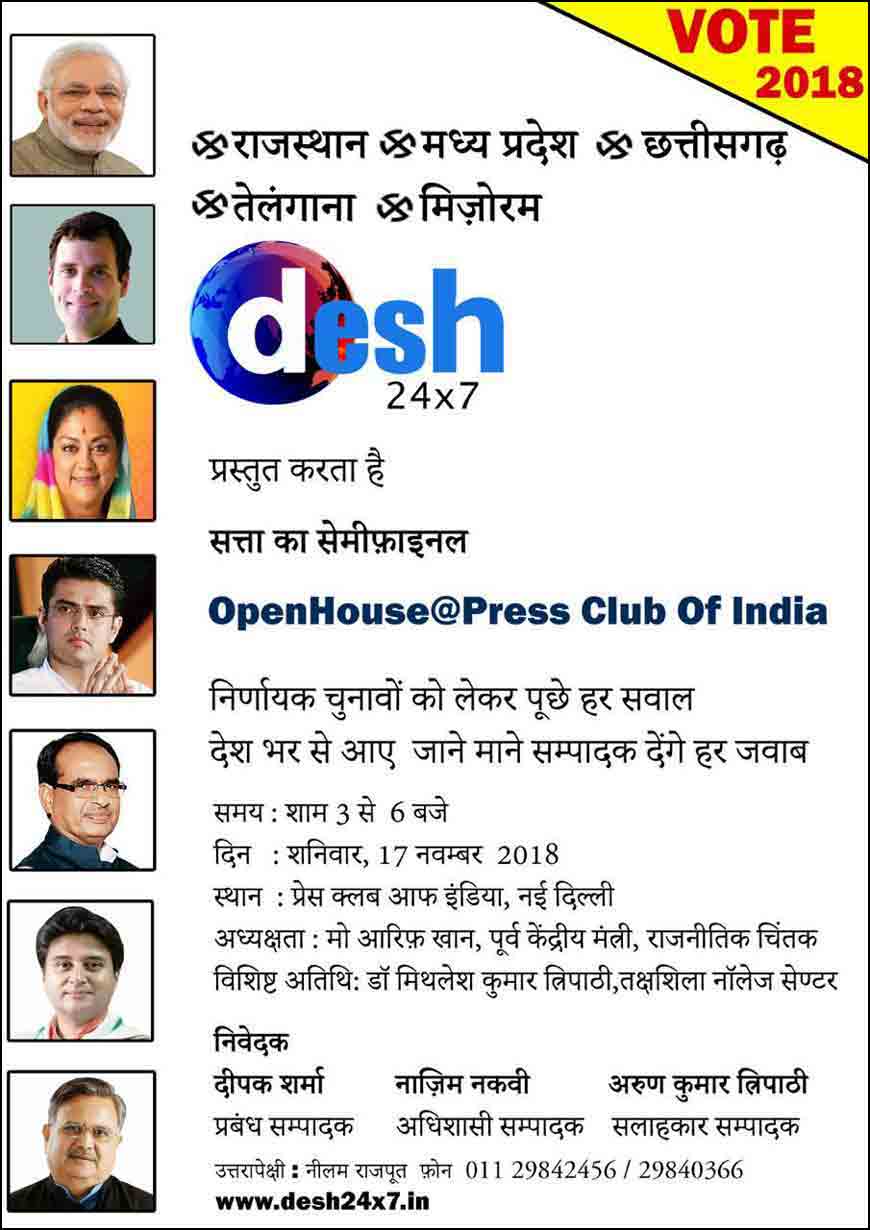 VOTE
2018
राजस्थान मध्य प्रदेश छत्तीसगढ़
तेलंगाना मिज़ोरम
desh
24x7
प्रस्तुत करता है
सत्ता का सेमीफ़ाइनल
OpenHouse@Press Club Of India
निर्णायक चुनावों को लेकर पूछे हर सवाल
देश भर से आए जाने माने सम्पादक देंगे हर जवाब
समय : शाम 3 से 6 बजे
दिन : शनिवार, 17 नवम्बर 2018
स्थान : प्रेस क्लब आफ इंडिया, नई दिल्ली
अध्यक्षता : मो आरिफ़ खान, पूर्व केंद्रीय मंत्री, राजनीतिक चिंतक
विशिष्ट अतिथि: डॉ मिथलेश कुमार त्रिपाठी,तक्षशिला नॉलेज सेण्टर
निवेदक
दीपक शर्मा नाज़िम नकवी अरुण कुमार त्रिपाठी
प्रबंध सम्पादक अधिशासी सम्पादक सलाहकार सम्पादक
उत्तरापेक्षी : नीलम राजपूत फ़ोन 011 29842456 / 29840366
www.desh24x7.in